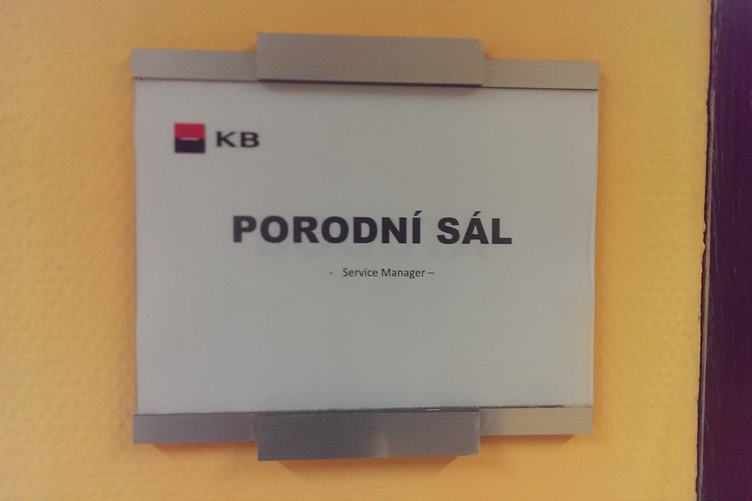 KB
PORODNÍ SÁL
- Service Manager –